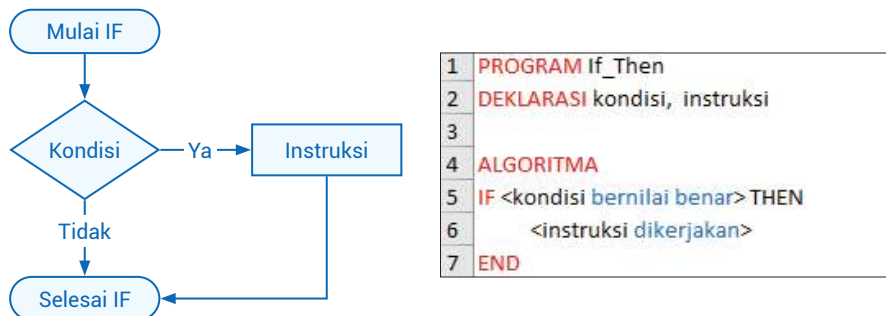 Mulai IF
Kondisi
Ya
Instruksi
Tidak
Selesai IF
1 PROGRAM If_Then
2 DEKLARASI kondisi, instruksi
3
4 ALGORITMA
5 IF <kondisi bernilai benar> THEN
6 <instruksi dikerjakan>
7 END